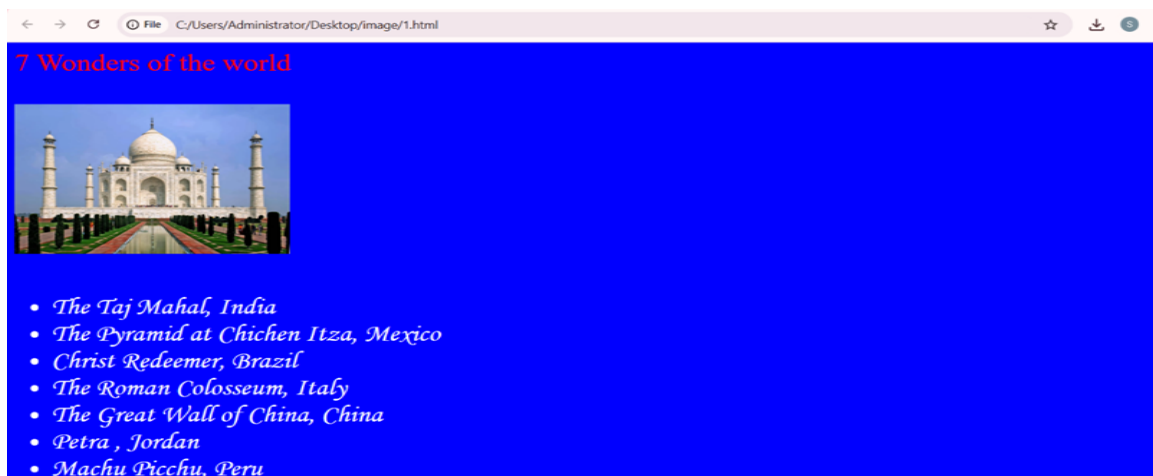 File C:/Users/Administrator/Desktop/image/1.html
S
7 Wonders of the world
The Taj Mahal, India
The Pyramid at Chichen Itza, Mexico
Christ Redeemer, Brazil
The Roman Colosseum, Italy
The Great Wall of China, China
Petra , Jordan
Machu Picchu, Peru